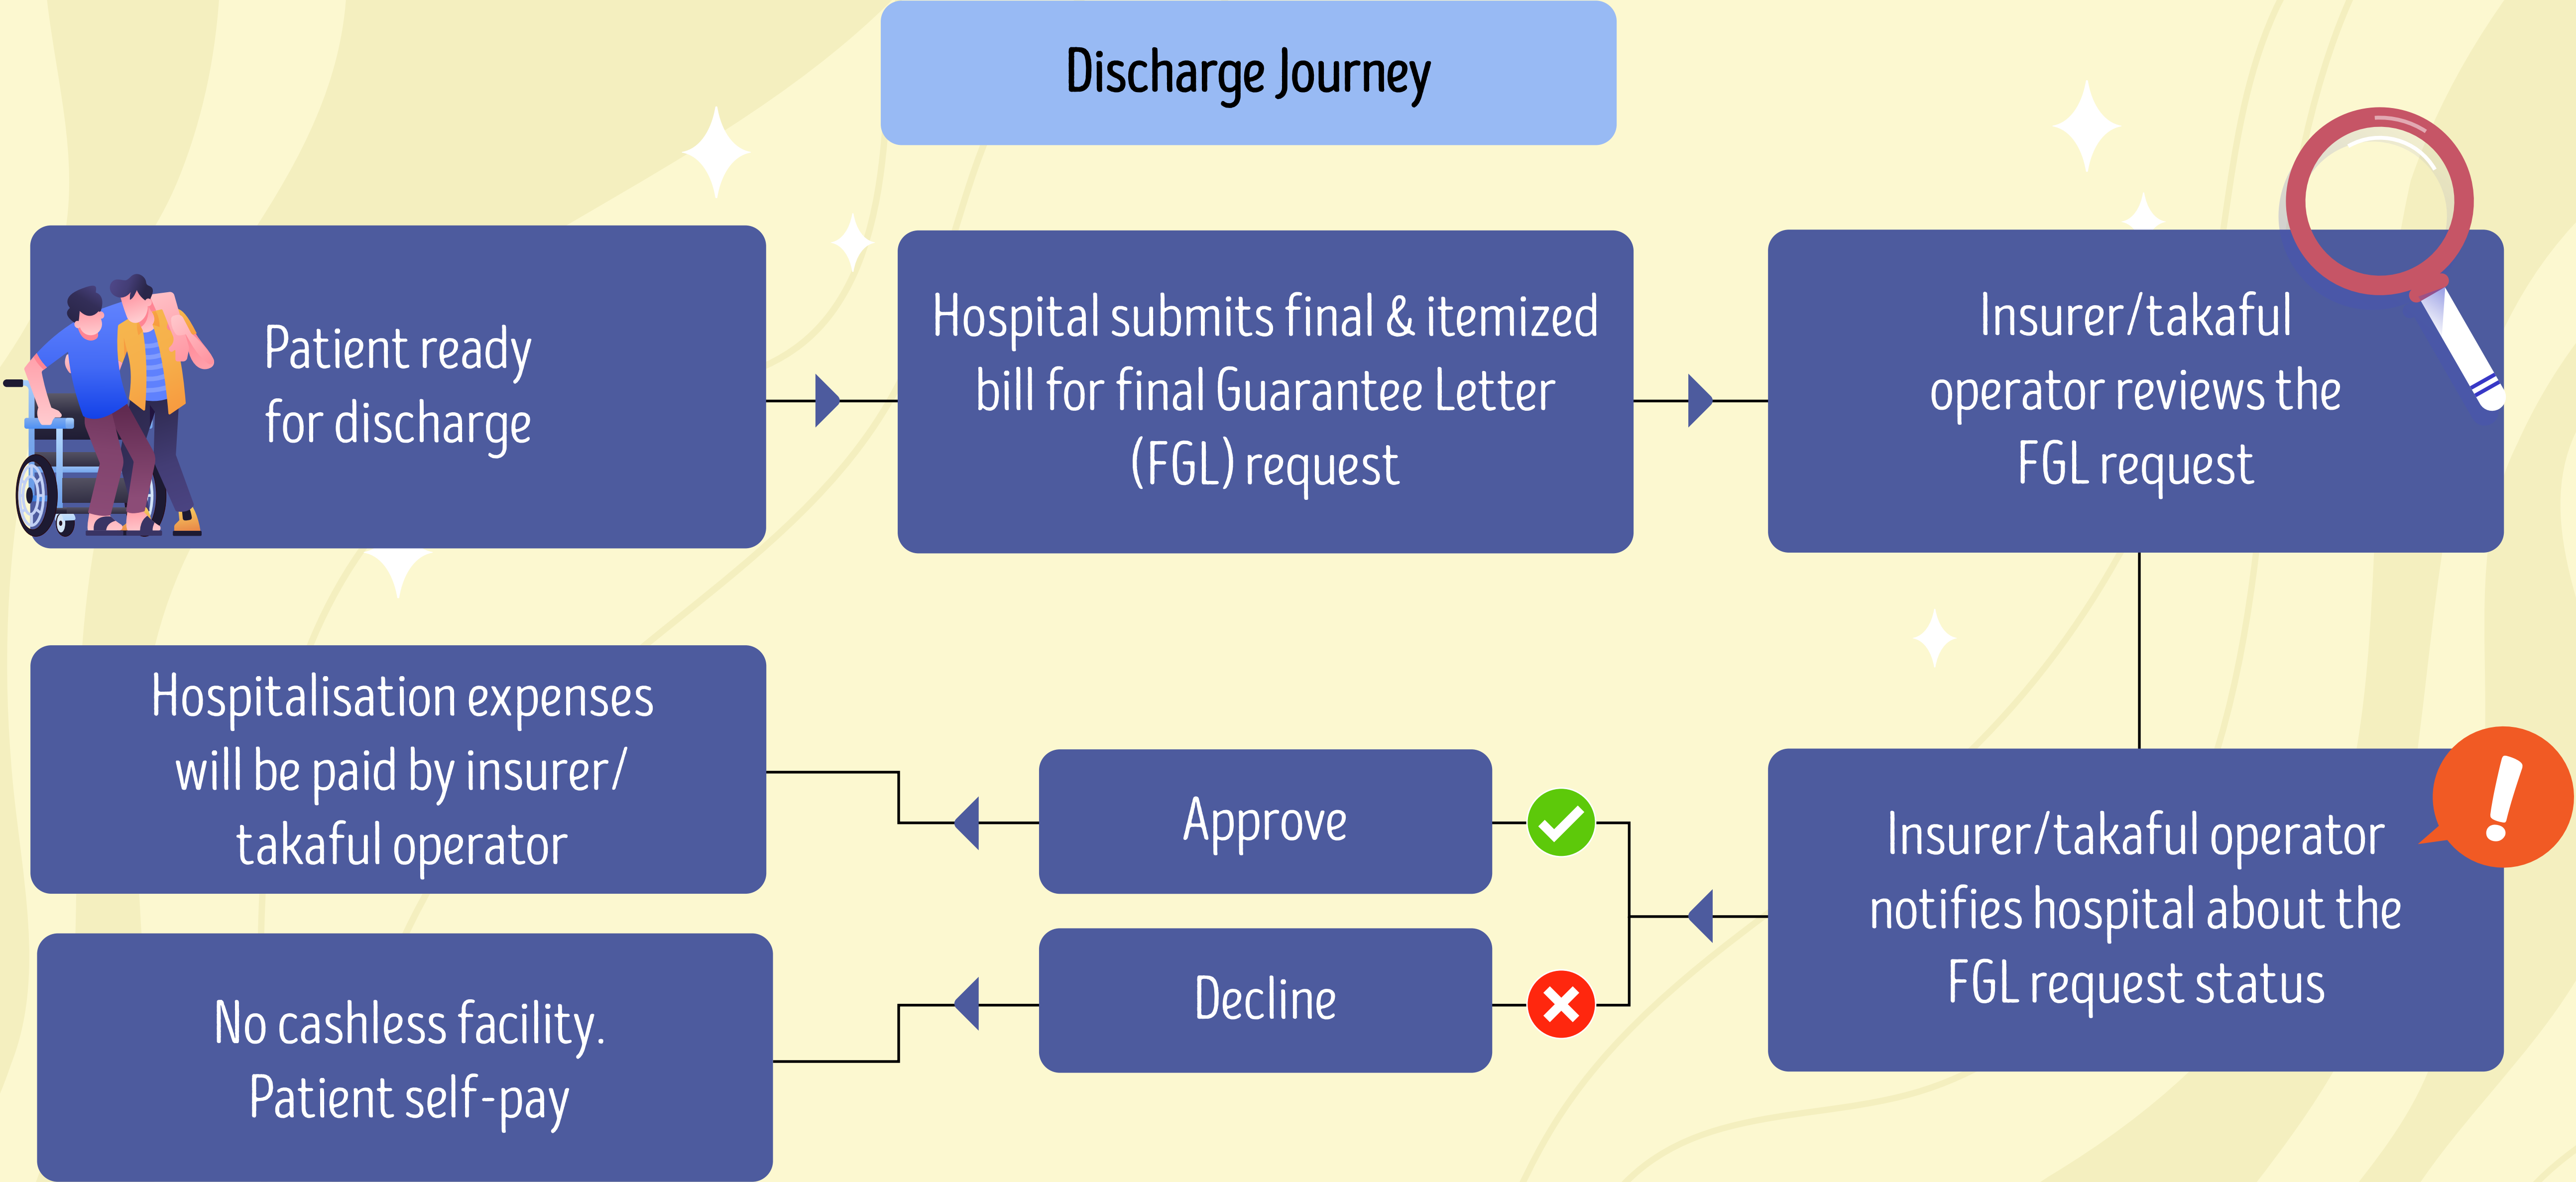 Discharge Journey
Patient ready
for discharge
Hospital submits final & itemized
bill for final Guarantee Letter
(FGL) request
Insurer/takaful
operator reviews the
FGL request
Insurer/takaful operator
notifies hospital about the
FGL request status
Approve
Decline
Hospitalisation expenses
will be paid by insurer/
takaful operator
No cashless facility.
Patient self-pay